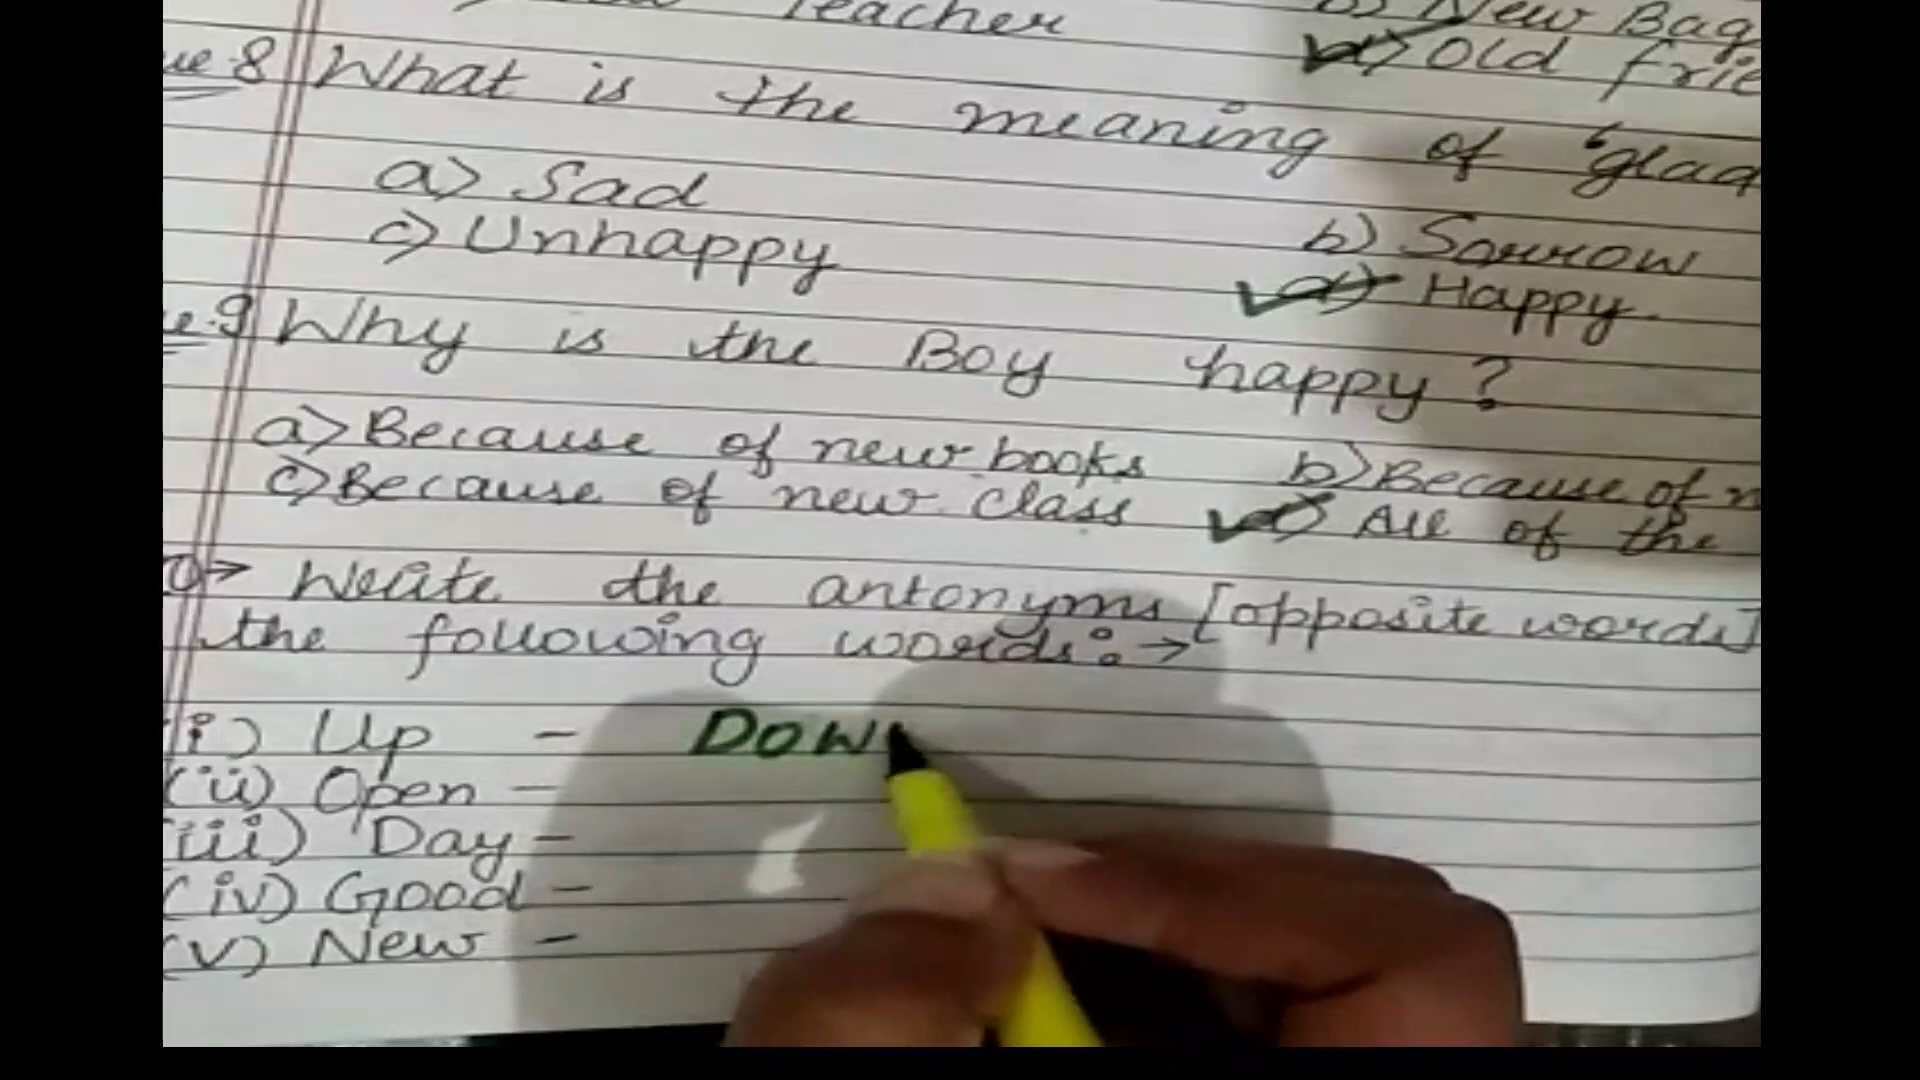 Teacher
b) New Bag
d) Old frie
ue-8 What is the meaning of 'glad
a) Sad
b) Sorrow
c) Unhappy
d) Happy.
e.9 Why is the Boy happy?
a) Because of new books b) Because of n
c) Because of new class d) All of the
0→ Write the antonyms [opposite words]
the following words:→
(i) Up - DOW
(ii) Open -
(iii) Day -
(iv) Good -
(v) New -